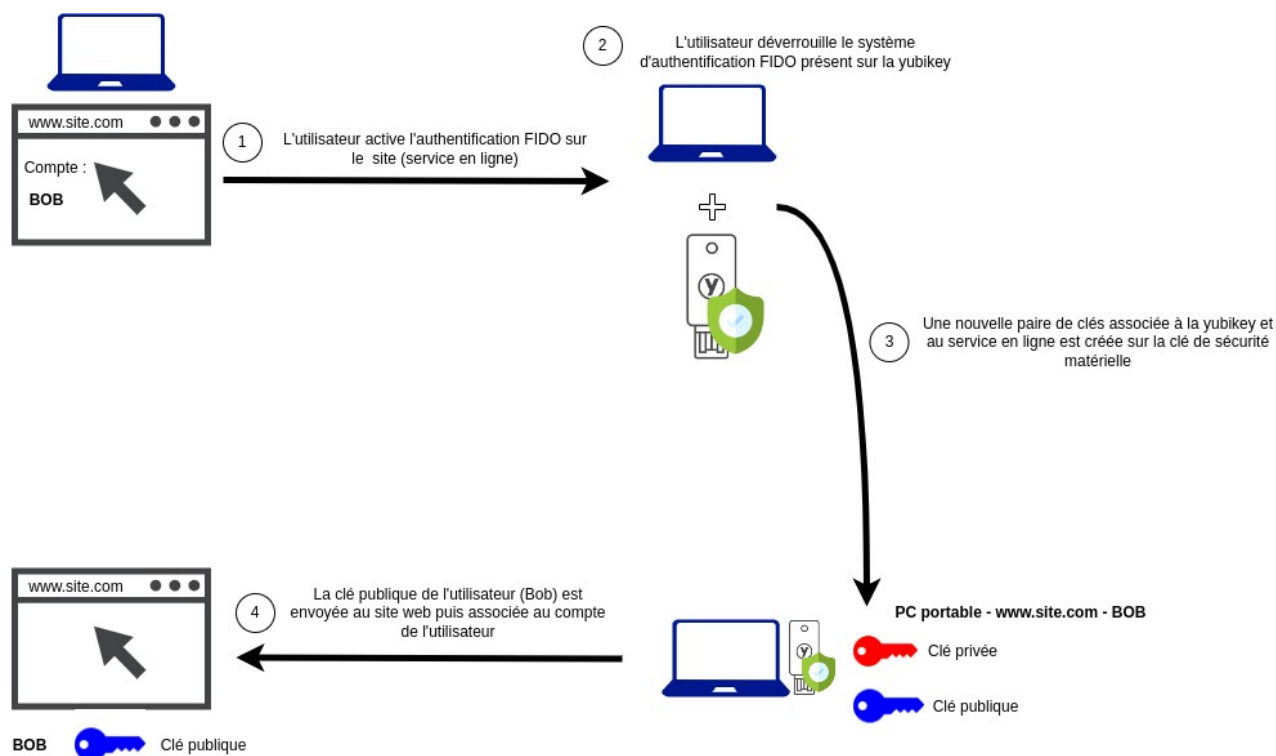 www.site.com
Compte :
BOB
1
L'utilisateur active l'authentification FIDO sur
le site (service en ligne)
2
L'utilisateur déverrouille le système
d'authentification FIDO présent sur la yubikey
y
3
Une nouvelle paire de clés associée à la yubikey et
au service en ligne est créée sur la clé de sécurité
matérielle
PC portable - www.site.com - BOB
y
Clé privée
Clé publique
4
La clé publique de l'utilisateur (Bob) est
envoyée au site web puis associée au compte
de l'utilisateur
www.site.com
BOB
Clé publique